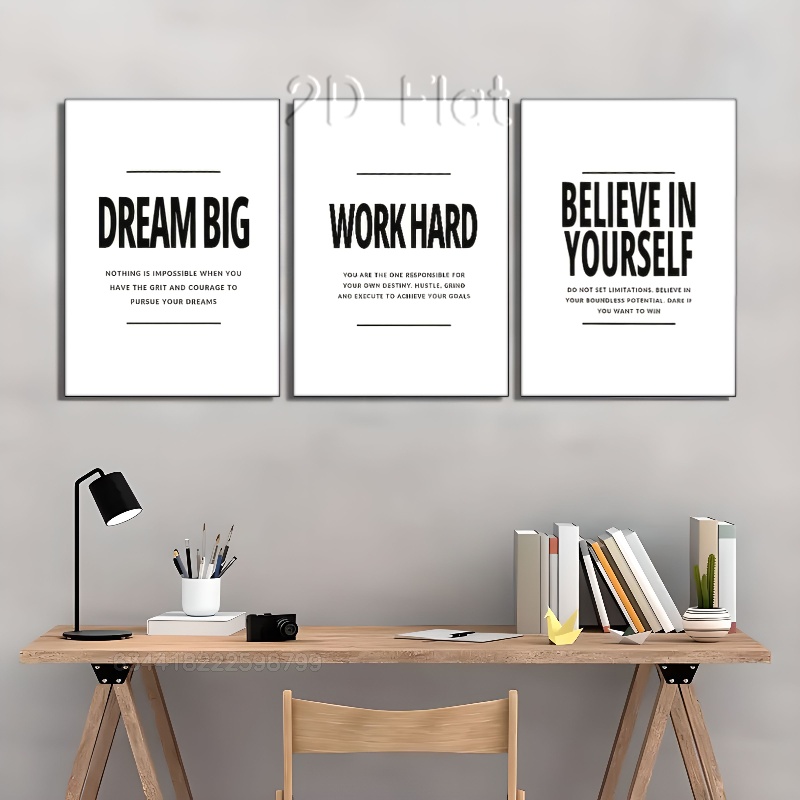 2D Flat
DREAM BIG
NOTHING IS IMPOSSIBLE WHEN YOU
HAVE THE GRIT AND COURAGE TO
PURSUE YOUR DREAMS
WORK HARD
YOU ARE THE ONE RESPONSIBLE FOR
YOUR OWN DESTINY. HUSTLE, GRIND
AND EXECUTE TO ACHIEVE YOUR GOALS
BELIEVE IN
YOURSELF
DO NOT SET LIMITATIONS. BELIEVE IN
YOUR BOUNDLESS POTENTIAL. DARE IF
YOU WANT TO WIN